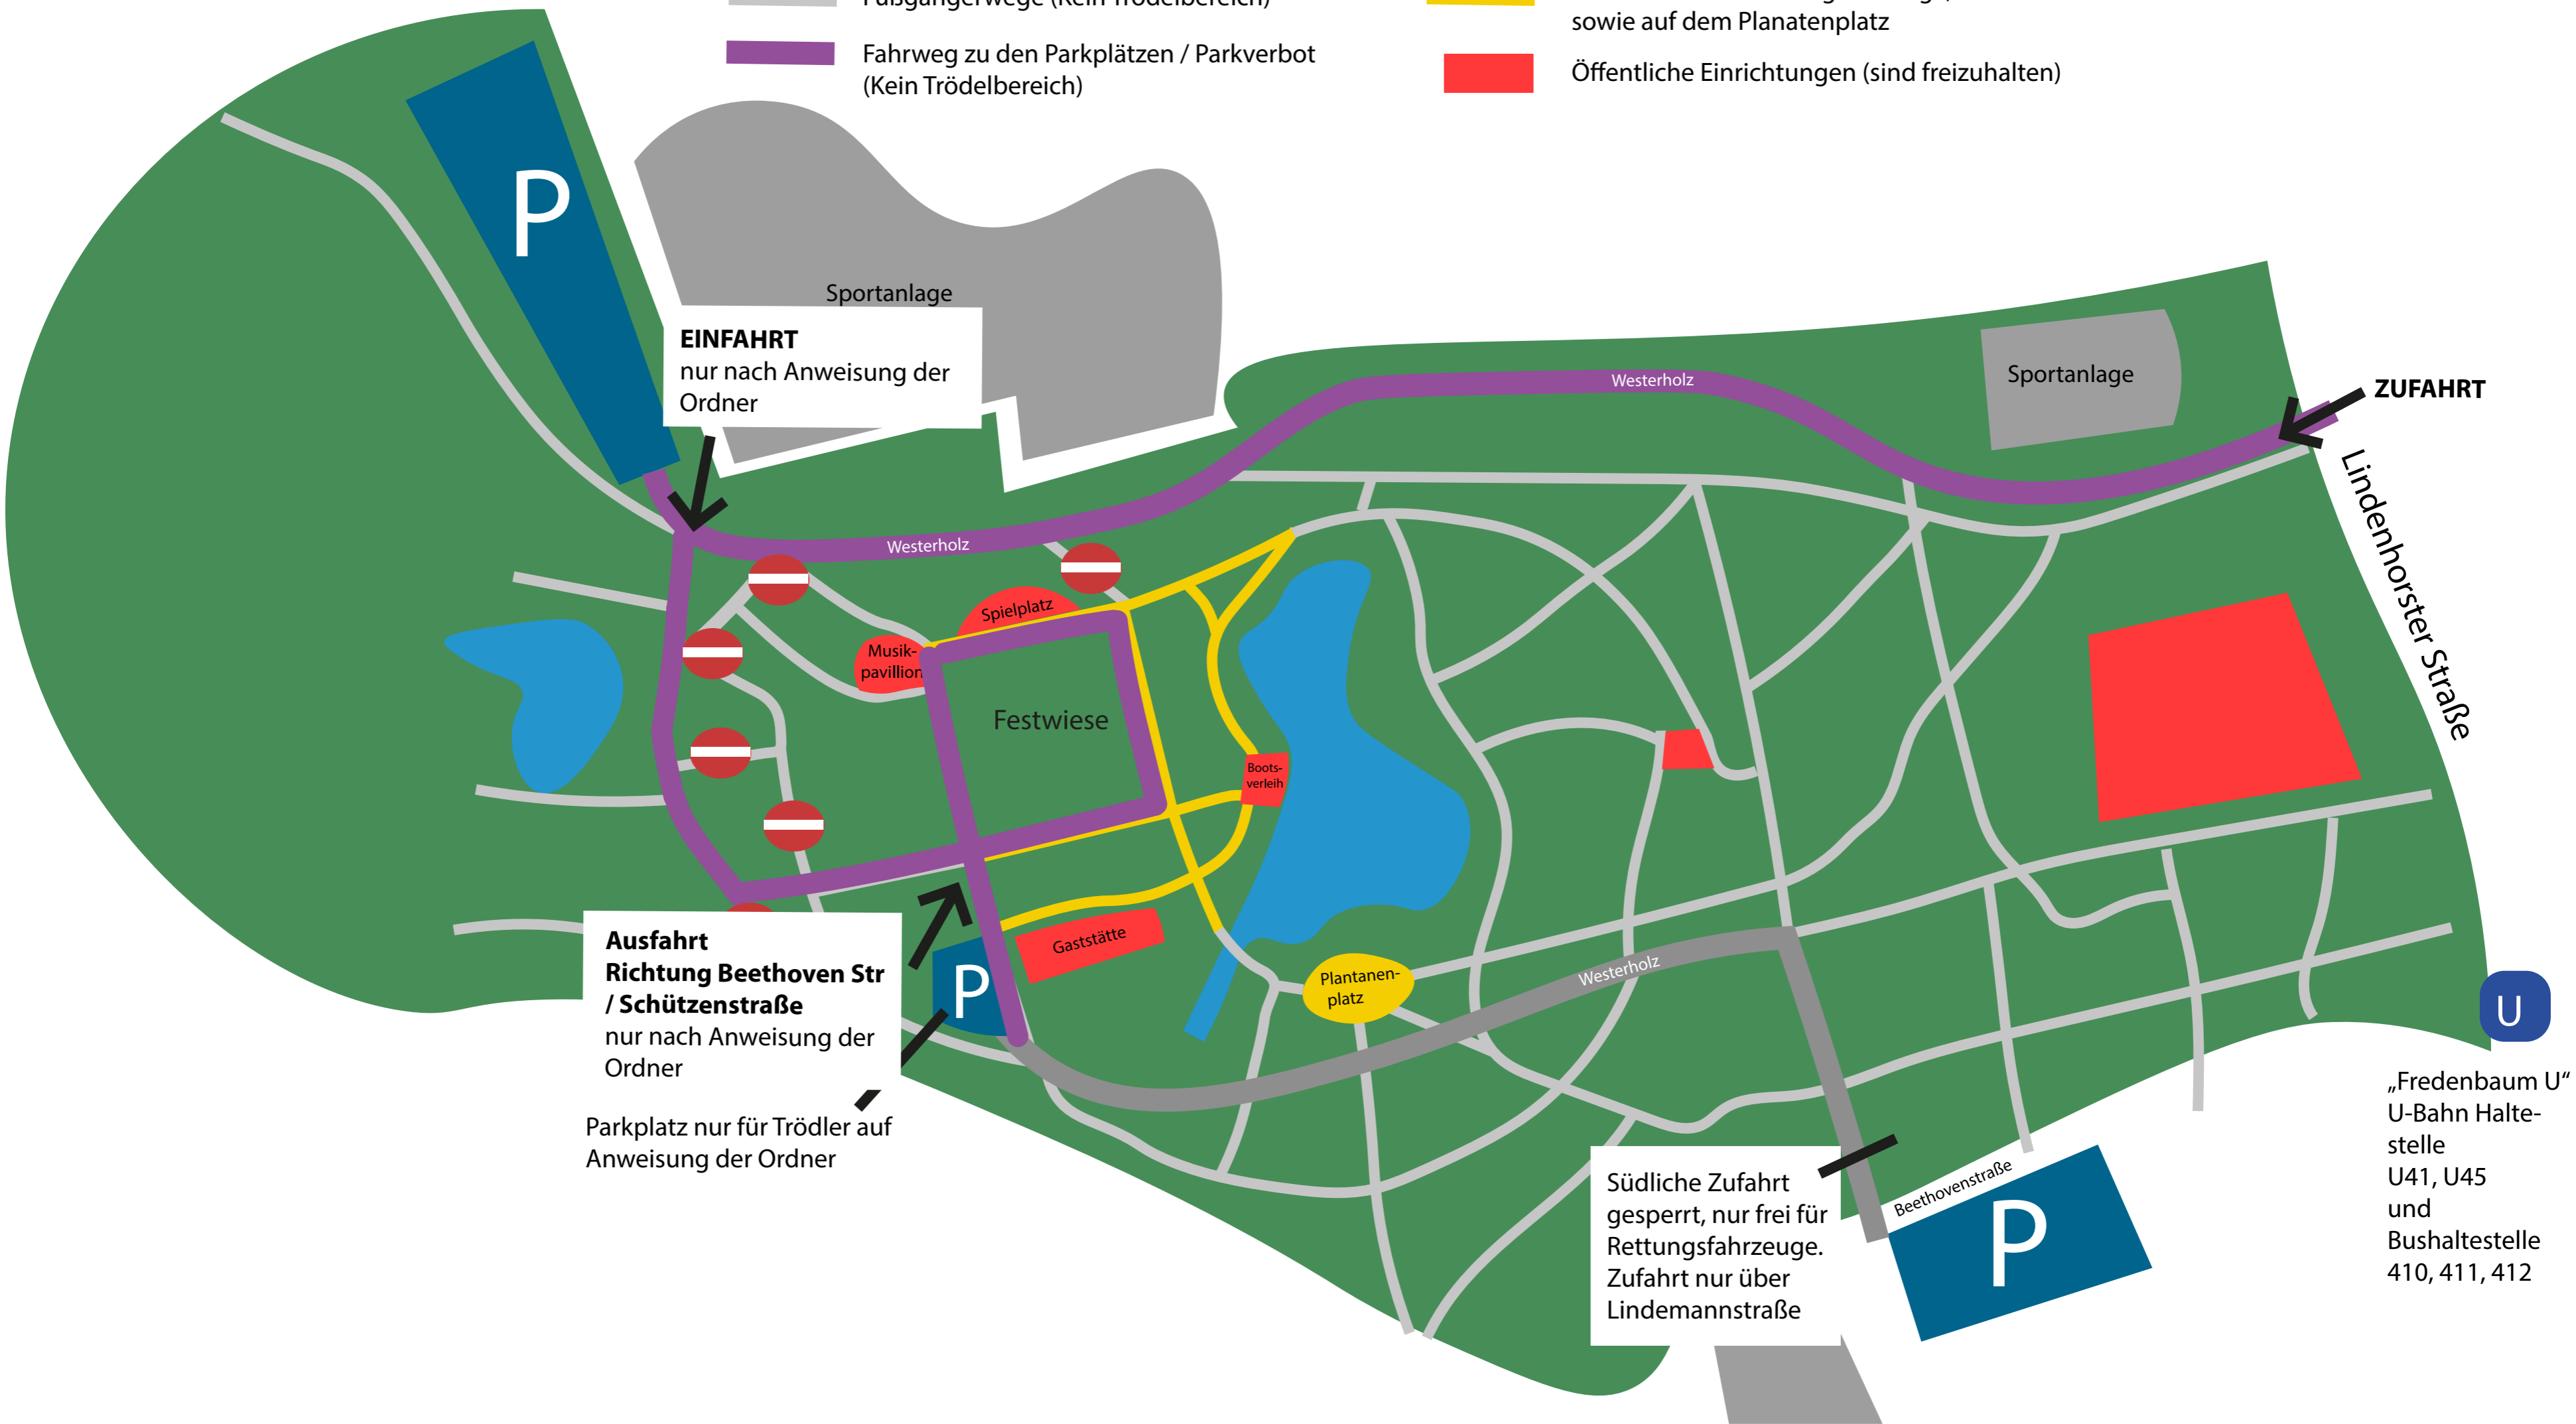 Fußgängerwege (Kein Trödelbereich)
Fahrweg zu den Parkplätzen / Parkverbot
(Kein Trödelbereich)
sowie auf dem Planatenplatz
Öffentliche Einrichtungen (sind freizuhalten)
P
Sportanlage
EINFAHRT
nur nach Anweisung der
Ordner
Westerholz
Sportanlage
ZUFAHRT
Lindenhorster Straße
Westerholz
Spielplatz
Musik-
pavillion
Festwiese
Boots-
verleih
Gaststätte
Ausfahrt
Richtung Beethoven Str
/ Schützenstraße
nur nach Anweisung der
Ordner
P
Parkplatz nur für Trödler auf
Anweisung der Ordner
Plantanen-
platz
Westerholz
U
„Fredenbaum U“
U-Bahn Halte-
stelle
U41, U45
und
Bushaltestelle
410, 411, 412
Südliche Zufahrt
gesperrt, nur frei für
Rettungsfahrzeuge.
Zufahrt nur über
Lindemannstraße
Beethovenstraße
P